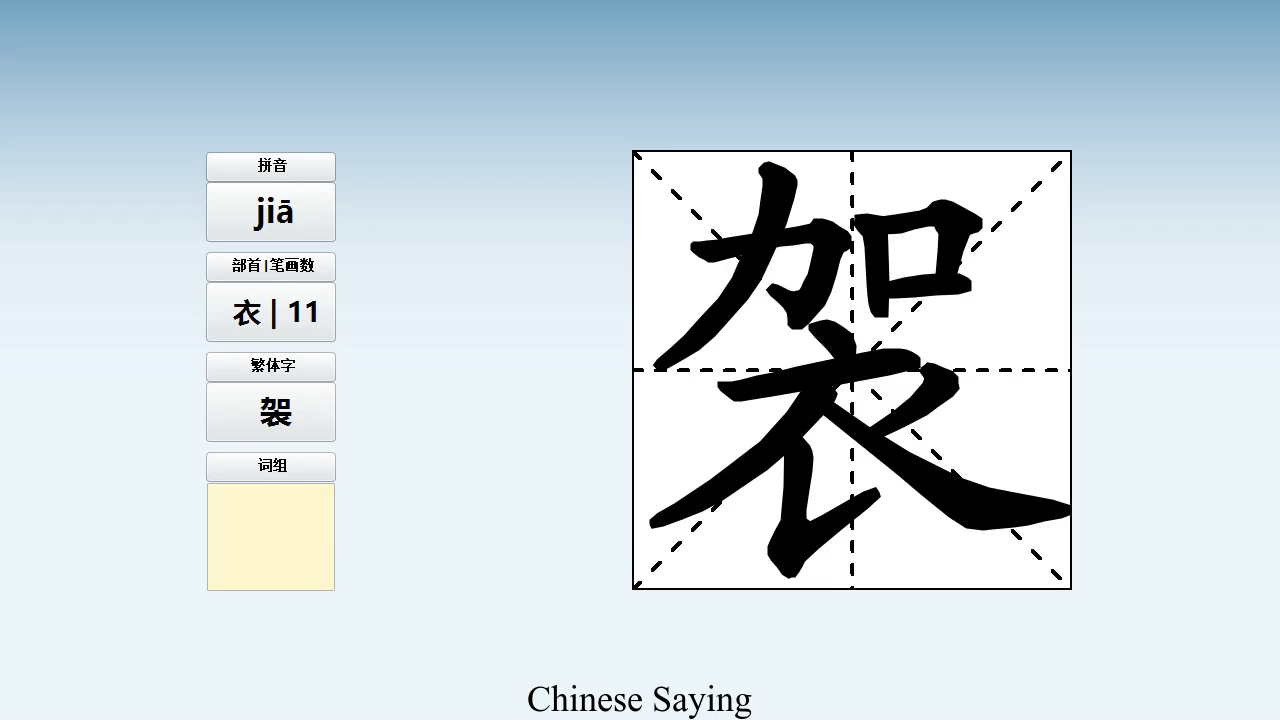 拼音
jiā
部首|笔画数
衣 | 11
繁体字
袈
词组
袈
Chinese Saying